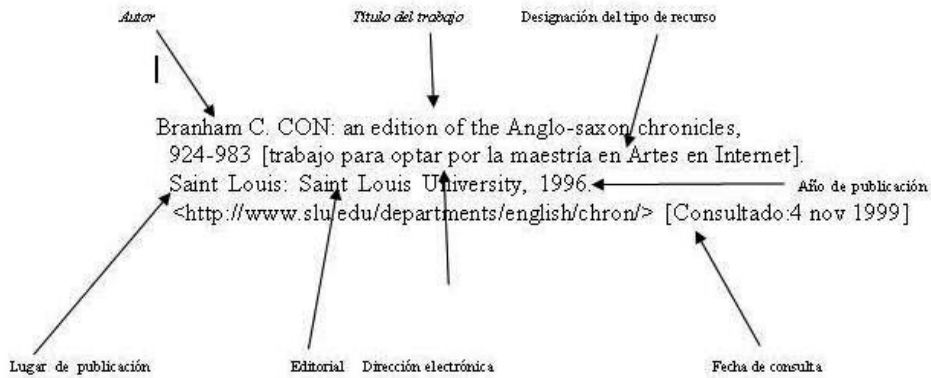 Autor Título del trabajo Designación del tipo de recurso
Branham C. CON: an edition of the Anglo-saxon chronicles,
924-983 [trabajo para optar por la maestría en Artes en Internet].
Saint Louis: Saint Louis University, 1996.
Año de publicación
<http://www.slu.edu/departments/english/chron/> [Consultado:4 nov 1999]
Lugar de publicación Editorial Dirección electrónica Fecha de consulta